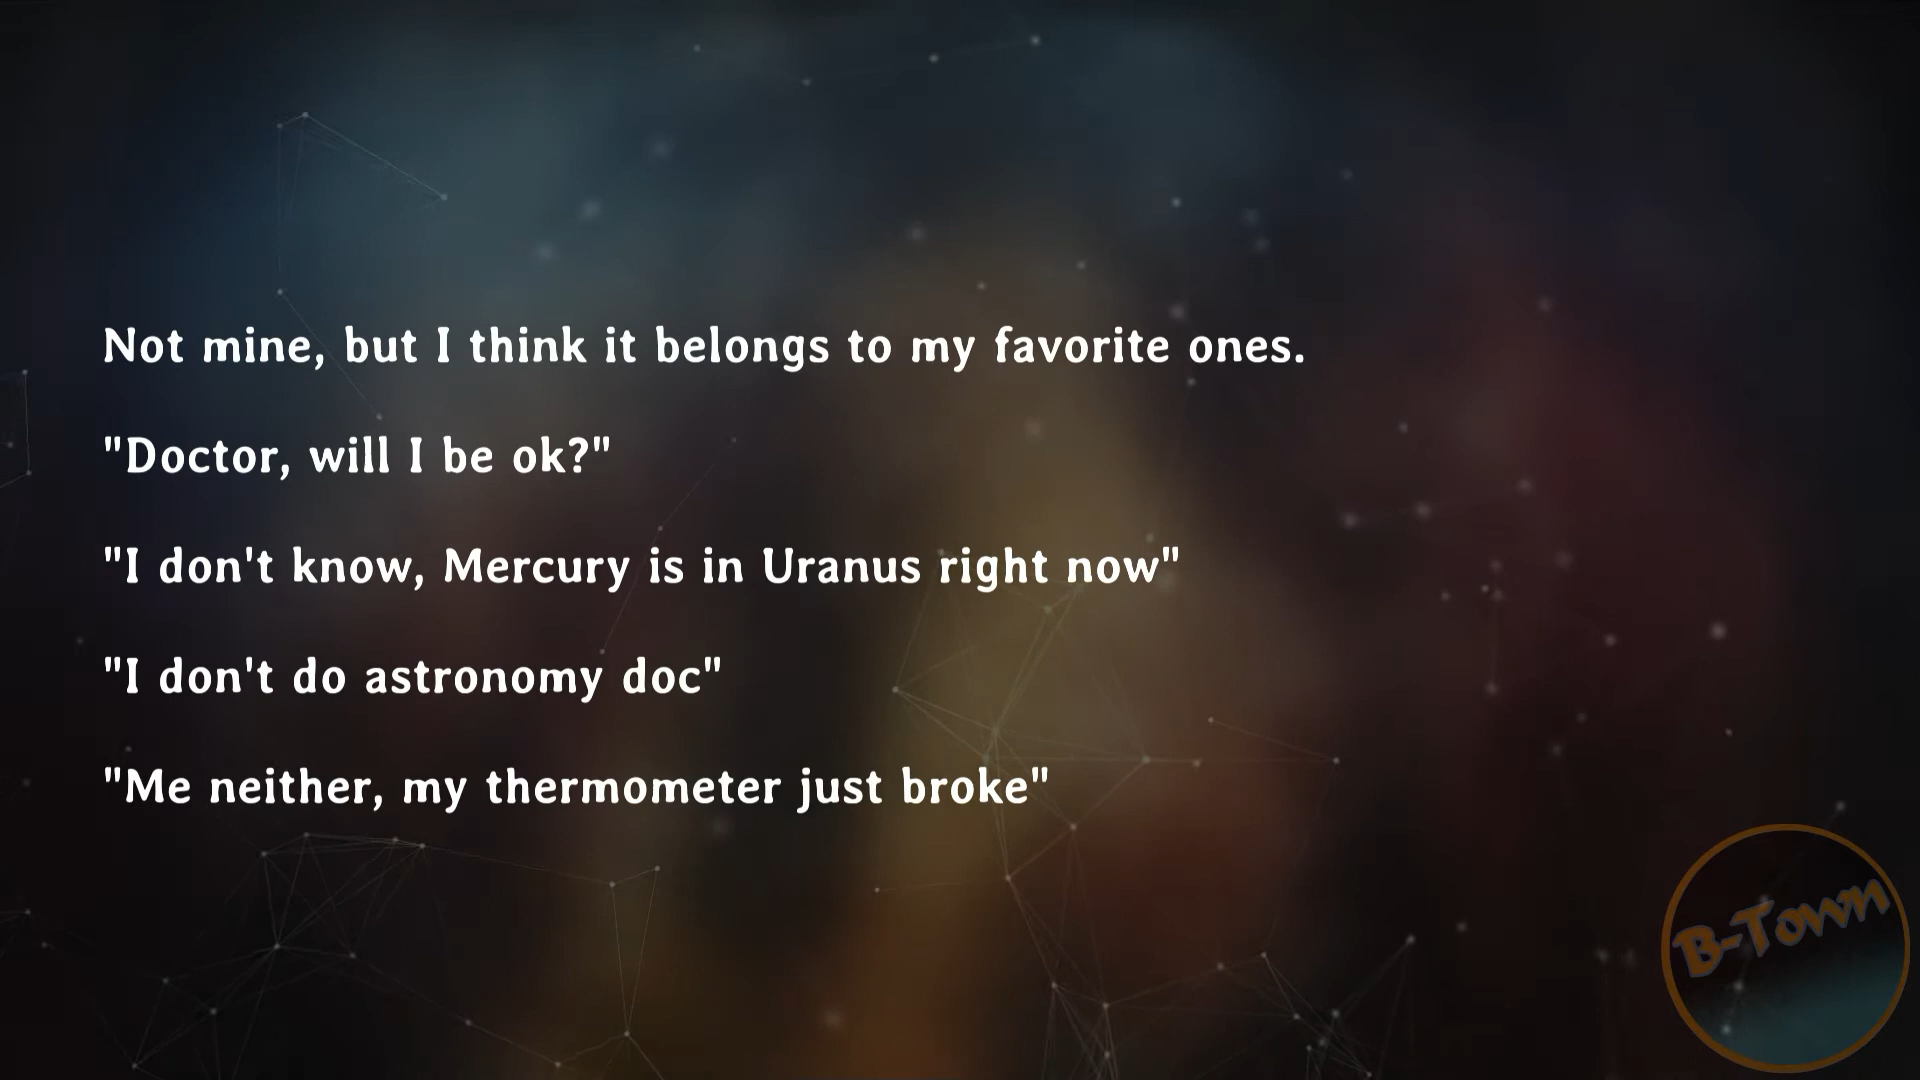 Not mine, but I think it belongs to my favorite ones.
"Doctor, will I be ok?"
"I don't know, Mercury is in Uranus right now"
"I don't do astronomy doc"
"Me neither, my thermometer just broke"
B-Town